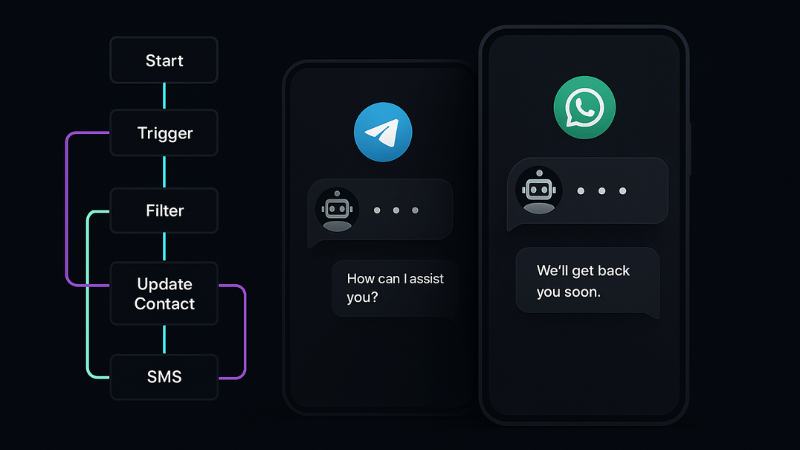 Start
Trigger
Filter
Update
Contact
SMS
How can I assist
you?
We'll get back
you soon.